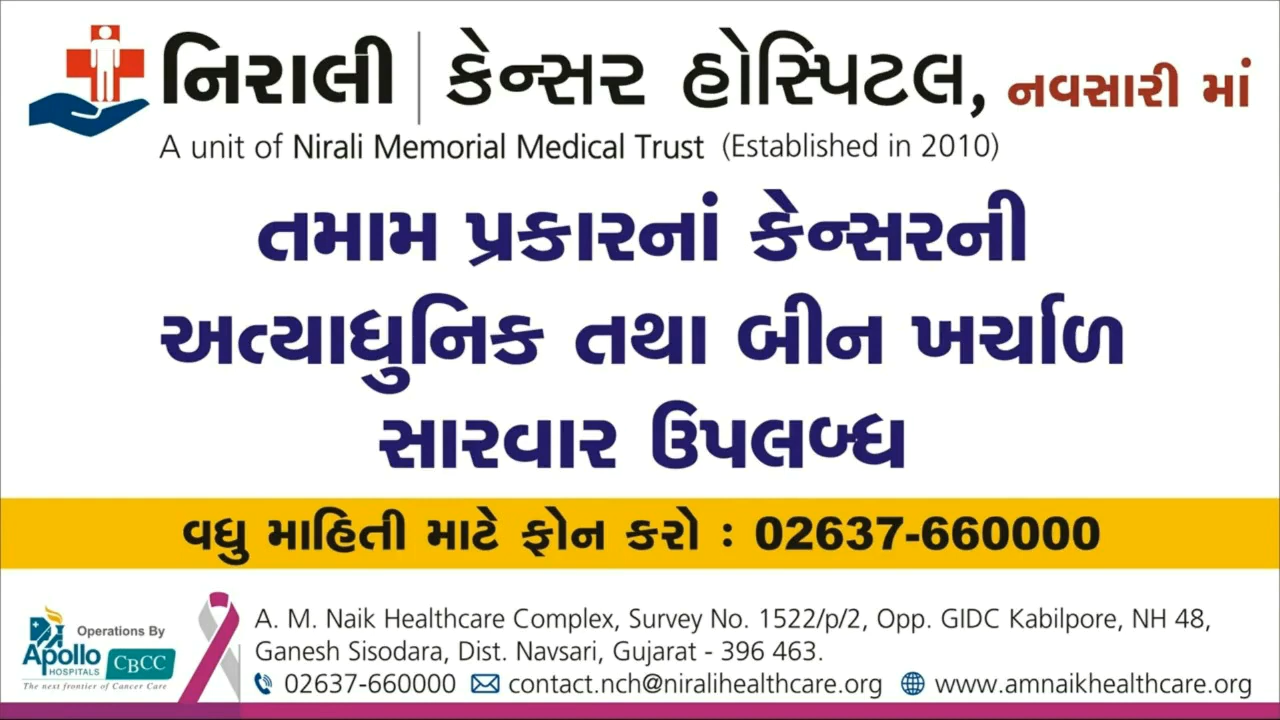 નિરાલી | કેન્સર હોસ્પિટલ, નવસારી માં
A unit of Nirali Memorial Medical Trust (Established in 2010)
તમામ પ્રકારનાં કેન્સરની
અત્યાધુનિક તથા બીન ખર્ચાળ
સારવાર ઉપલબ્ધ
વધુ માહિતી માટે ફોન કરો : 02637-660000
Operations By
Apollo HOSPITALS CBCC
The next frontier of Cancer Care
A. M. Naik Healthcare Complex, Survey No. 1522/p/2, Opp. GIDC Kabilpore, NH 48,
Ganesh Sisodara, Dist. Navsari, Gujarat - 396 463.
02637-660000 contact.nch@niralihealthcare.org www.amnaikhealthcare.org